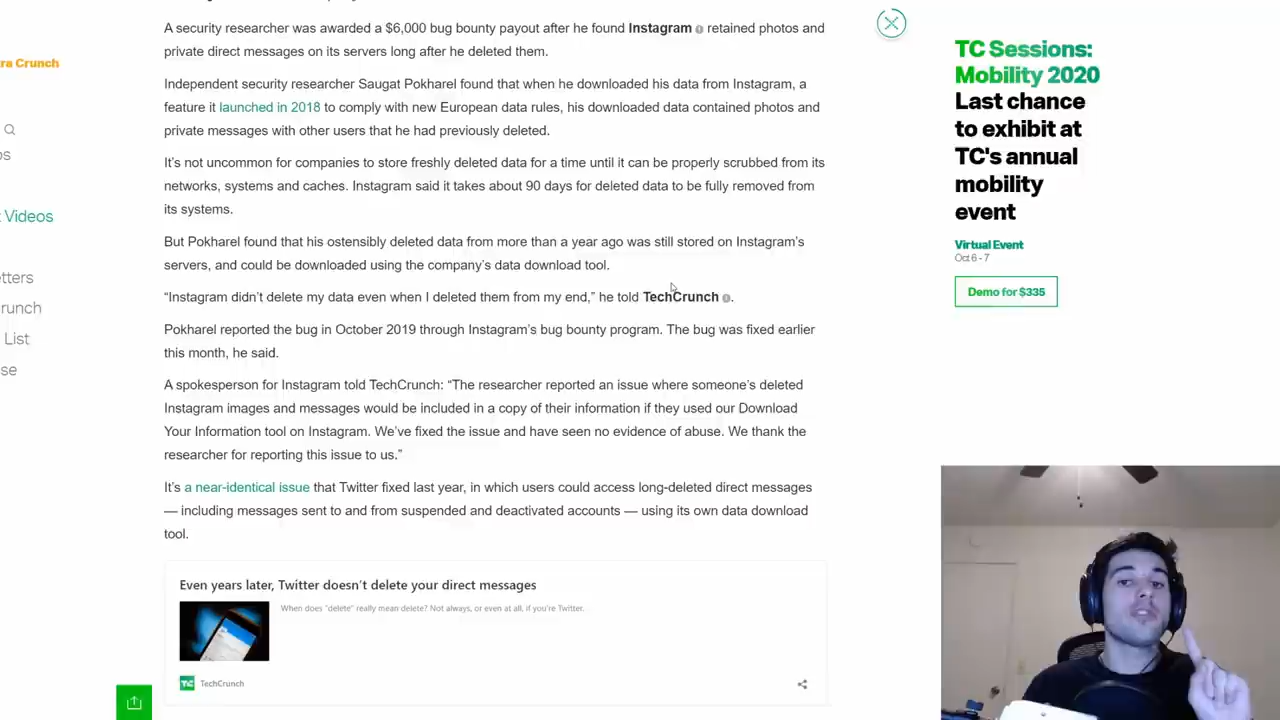 A security researcher was awarded a $6,000 bug bounty payout after he found Instagram retained photos and
private direct messages on its servers long after he deleted them.
Independent security researcher Saugat Pokharel found that when he downloaded his data from Instagram, a
feature it launched in 2018 to comply with new European data rules, his downloaded data contained photos and
private messages with other users that he had previously deleted.
It’s not uncommon for companies to store freshly deleted data for a time until it can be properly scrubbed from its
networks, systems and caches. Instagram said it takes about 90 days for deleted data to be fully removed from
its systems.
But Pokharel found that his ostensibly deleted data from more than a year ago was still stored on Instagram’s
servers, and could be downloaded using the company’s data download tool.
“Instagram didn’t delete my data even when I deleted them from my end,” he told TechCrunch.
Pokharel reported the bug in October 2019 through Instagram’s bug bounty program. The bug was fixed earlier
this month, he said.
A spokesperson for Instagram told TechCrunch: “The researcher reported an issue where someone’s deleted
Instagram images and messages would be included in a copy of their information if they used our Download
Your Information tool on Instagram. We’ve fixed the issue and have seen no evidence of abuse. We thank the
researcher for reporting this issue to us.”
It’s a near-identical issue that Twitter fixed last year, in which users could access long-deleted direct messages
— including messages sent to and from suspended and deactivated accounts — using its own data download
tool.
Even years later, Twitter doesn’t delete your direct messages
When does “delete” really mean delete? Not always, or even at all, if you’re Twitter.
TC TechCrunch
ra Crunch
os
t Videos
tters
runch
List
se
TC Sessions:
Mobility 2020
Last chance
to exhibit at
TC's annual
mobility
event
Virtual Event
Oct 6 - 7
Demo for $335